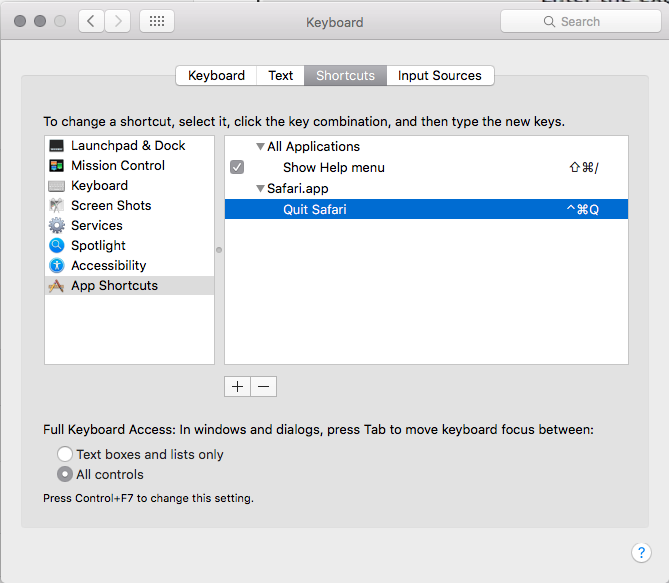 Keyboard
Search
Keyboard Text Shortcuts Input Sources
To change a shortcut, select it, click the key combination, and then type the new keys.
Launchpad & Dock
Mission Control
Keyboard
Screen Shots
Services
Spotlight
Accessibility
App Shortcuts
All Applications
Show Help menu ⇧⌘/
Safari.app
Quit Safari ^⌘Q
+ −
Full Keyboard Access: In windows and dialogs, press Tab to move keyboard focus between:
Text boxes and lists only
All controls
Press Control+F7 to change this setting.
?